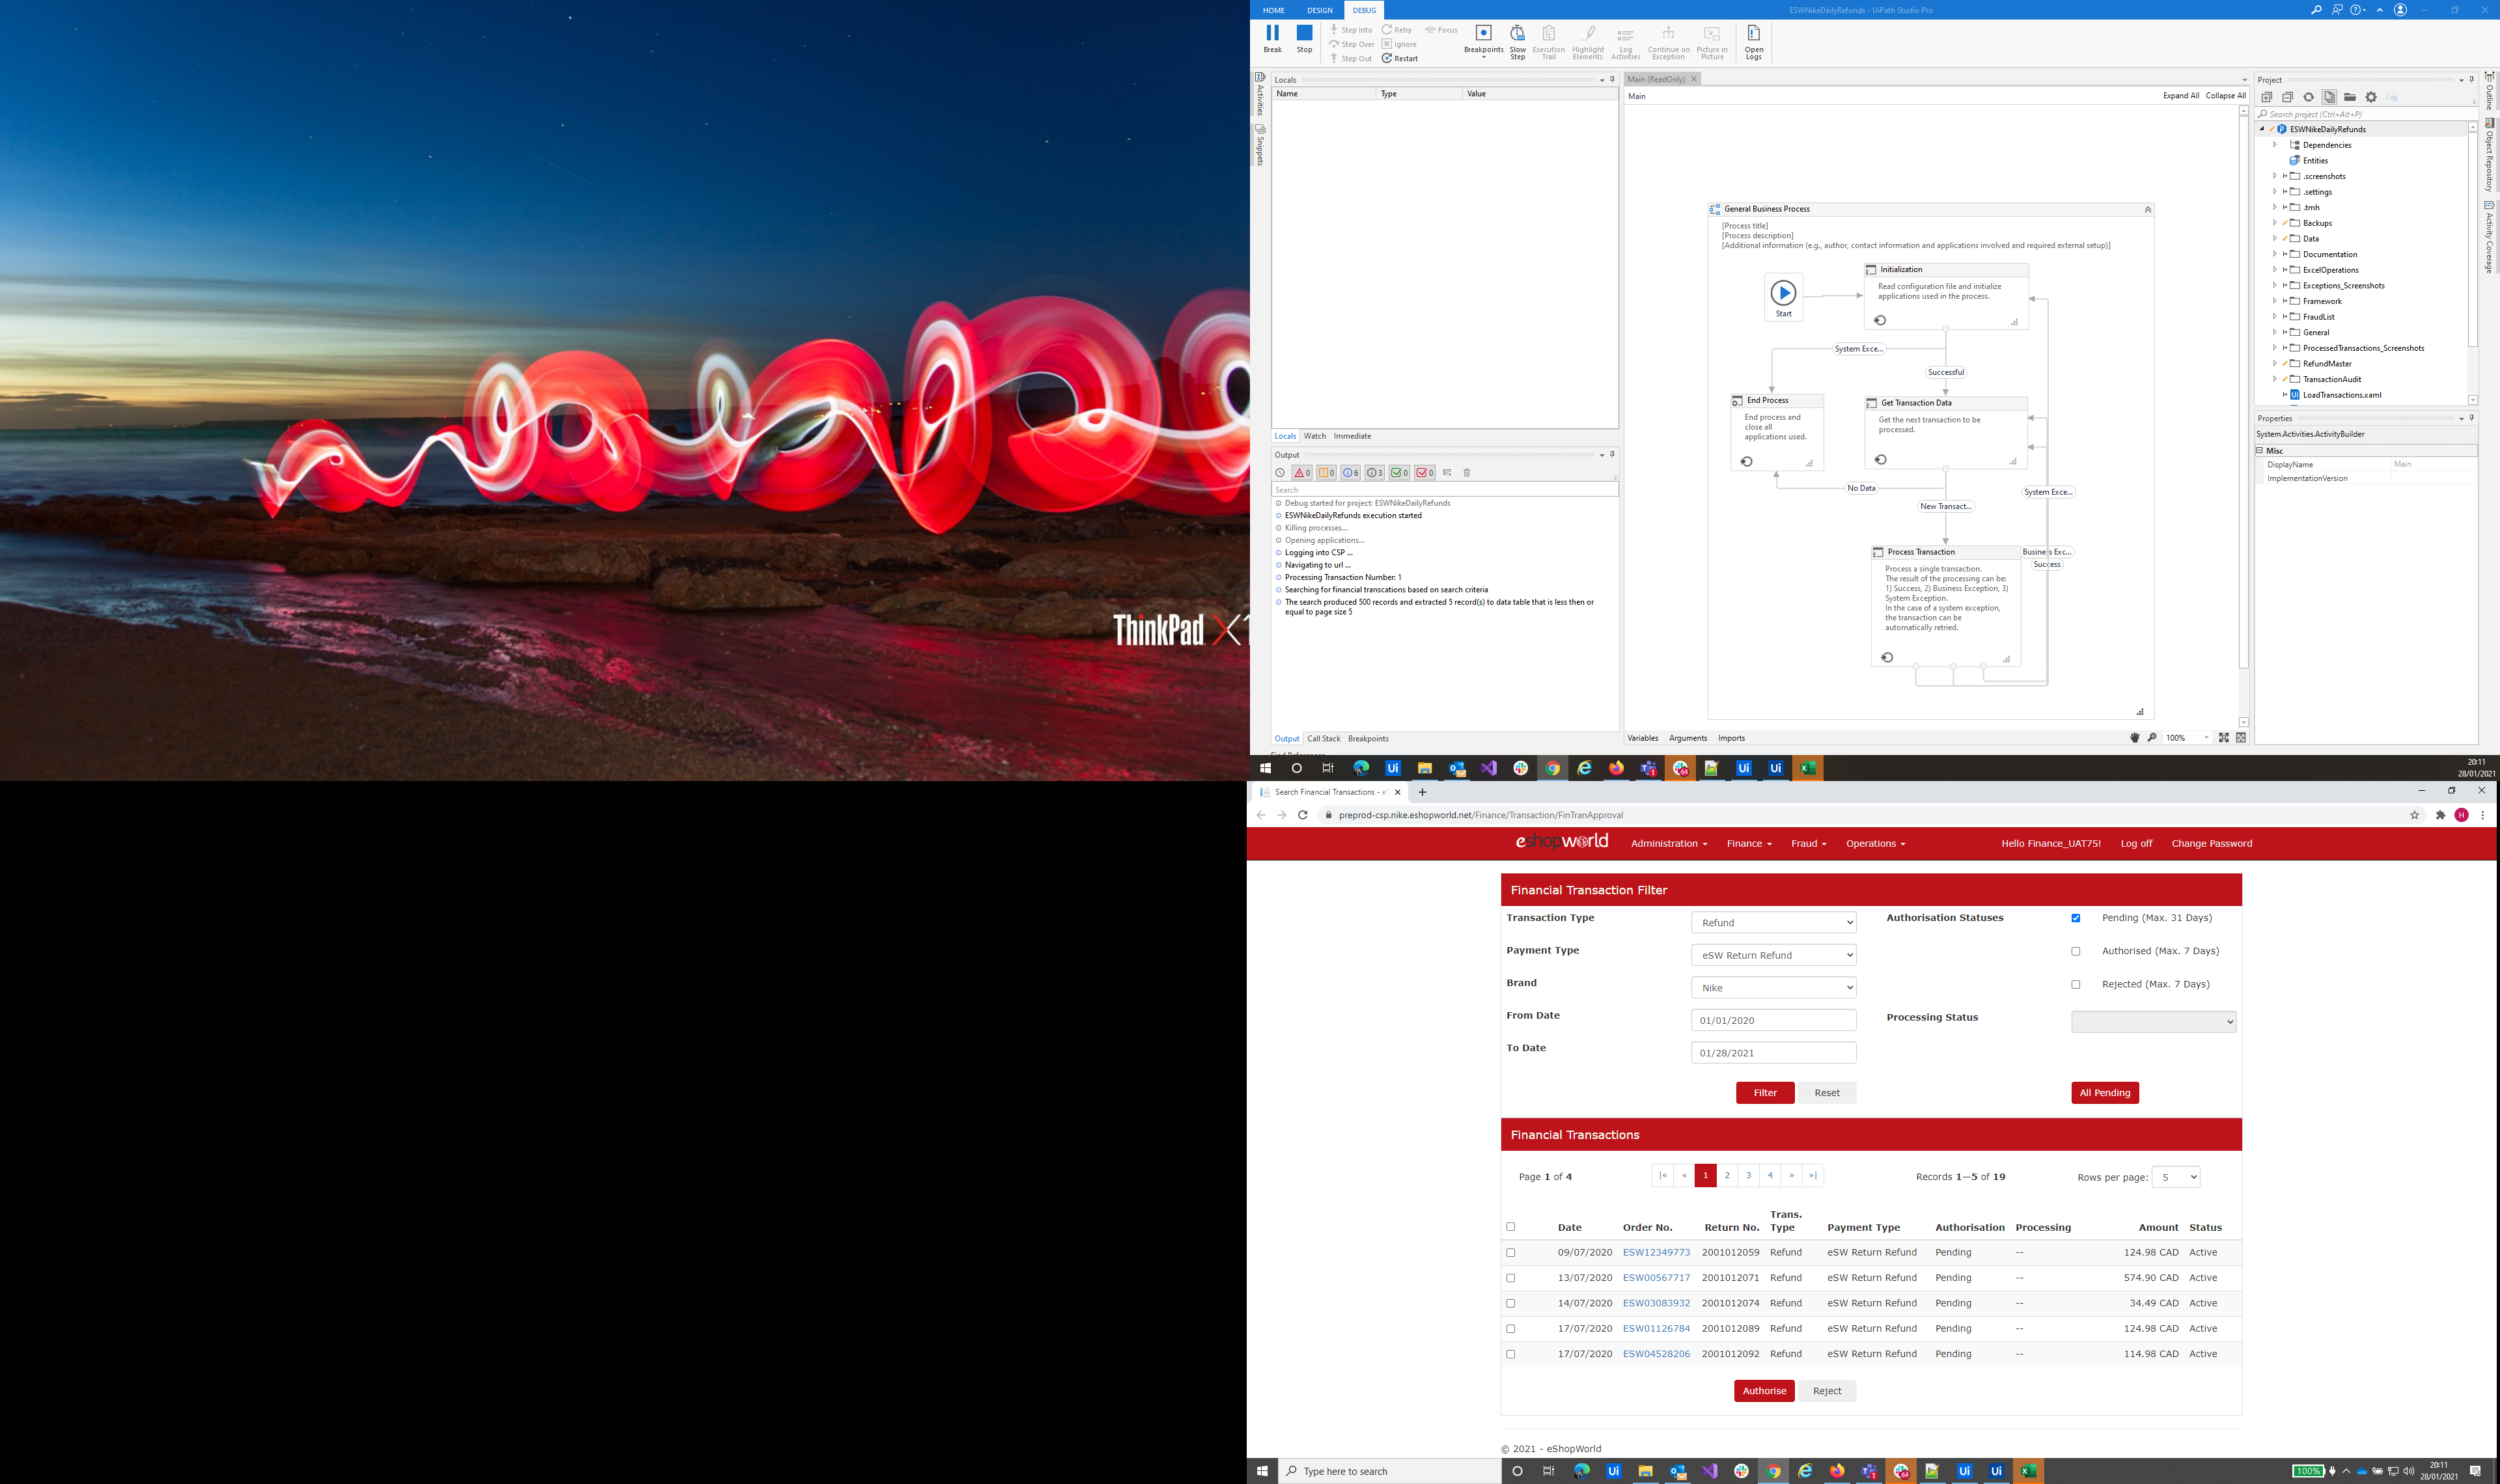 ThinkPad X1
HOME DESIGN DEBUG
ESWNikeDailyRefunds - UiPath Studio Pro
Break
Stop
Step Into
Step Over
Step Out
Retry
Ignore
Restart
Focus
Breakpoints
Slow Step
Execution Trail
Highlight Elements
Log Activities
Continue on Exception
Picture in Picture
Open Logs
Activities
Snippets
Locals
Name Type Value
Locals Watch Immediate
Output
0 0 6 3 0 0
Search
Debug started for project: ESWNikeDailyRefunds
ESWNikeDailyRefunds execution started
Killing processes...
Opening applications...
Logging into CSP ...
Navigating to url ...
Processing Transaction Number: 1
Searching for financial transcations based on search criteria
The search produced 500 records and extracted 5 record(s) to data table that is less then or
equal to page size 5
Output Call Stack Breakpoints
Main (ReadOnly)
Main
Expand All Collapse All
General Business Process
[Process title]
[Process description]
[Additional information (e.g., author, contact information and applications involved and required external setup)]
Start
Initialization
Read configuration file and initialize
applications used in the process.
System Exce...
Successful
End Process
End process and
close all
applications used.
Get Transaction Data
Get the next transaction to be
processed.
No Data
System Exce...
New Transact...
Process Transaction
Process a single transaction.
The result of the processing can be:
1) Success, 2) Business Exception, 3)
System Exception.
In the case of a system exception,
the transaction can be
automatically retried.
Business Exc...
Success
Variables Arguments Imports
100%
Project
Search project (Ctrl+Alt+P)
ESWNikeDailyRefunds
Dependencies
Entities
.screenshots
.settings
.tmh
Backups
Data
Documentation
ExcelOperations
Exceptions_Screenshots
Framework
FraudList
General
ProcessedTransactions_Screenshots
RefundMaster
TransactionAudit
LoadTransactions.xaml
Properties
System.Activities.ActivityBuilder
Misc
DisplayName Main
ImplementationVersion
Outline
Object Repository
Activity Coverage
20:11
28/01/2021
Search Financial Transactions - eS
preprod-csp.nike.eshopworld.net/Finance/Transaction/FinTranApproval
H
eshopworld Administration Finance Fraud Operations Hello Finance_UAT75! Log off Change Password
Financial Transaction Filter
Transaction Type Refund Authorisation Statuses Pending (Max. 31 Days)
Payment Type eSW Return Refund Authorised (Max. 7 Days)
Brand Nike Rejected (Max. 7 Days)
From Date 01/01/2020 Processing Status
To Date 01/28/2021
Filter Reset All Pending
Financial Transactions
Page 1 of 4 |« « 1 2 3 4 » »| Records 1—5 of 19 Rows per page: 5
Date Order No. Return No. Trans. Type Payment Type Authorisation Processing Amount Status
09/07/2020 ESW12349773 2001012059 Refund eSW Return Refund Pending -- 124.98 CAD Active
13/07/2020 ESW00567717 2001012071 Refund eSW Return Refund Pending -- 574.90 CAD Active
14/07/2020 ESW03083932 2001012074 Refund eSW Return Refund Pending -- 34.49 CAD Active
17/07/2020 ESW01126784 2001012089 Refund eSW Return Refund Pending -- 124.98 CAD Active
17/07/2020 ESW04528206 2001012092 Refund eSW Return Refund Pending -- 114.98 CAD Active
Authorise Reject
© 2021 - eShopWorld
Type here to search
100%
20:11
28/01/2021